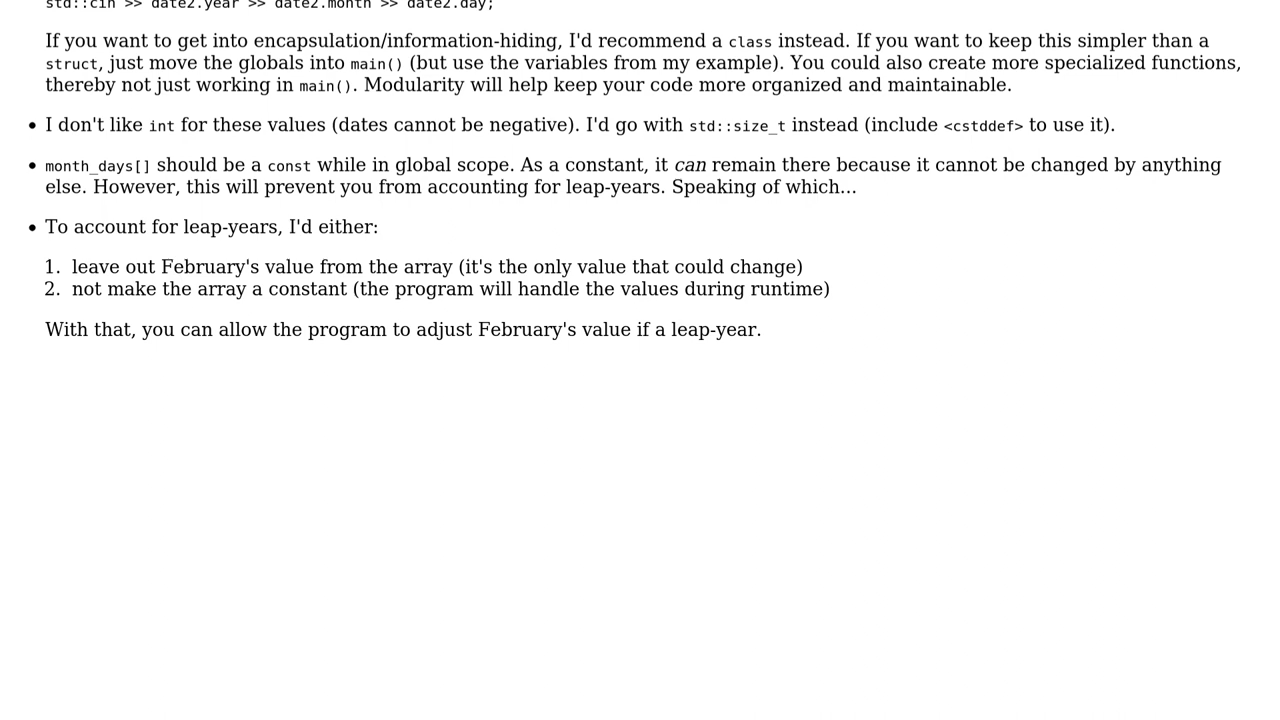 std::cin >> date2.year >> date2.month >> date2.day;
If you want to get into encapsulation/information-hiding, I'd recommend a class instead. If you want to keep this simpler than a
struct, just move the globals into main() (but use the variables from my example). You could also create more specialized functions,
thereby not just working in main(). Modularity will help keep your code more organized and maintainable.
• I don't like int for these values (dates cannot be negative). I'd go with std::size_t instead (include <cstddef> to use it).
• month_days[] should be a const while in global scope. As a constant, it can remain there because it cannot be changed by anything
else. However, this will prevent you from accounting for leap-years. Speaking of which...
• To account for leap-years, I'd either:
1. leave out February's value from the array (it's the only value that could change)
2. not make the array a constant (the program will handle the values during runtime)
With that, you can allow the program to adjust February's value if a leap-year.